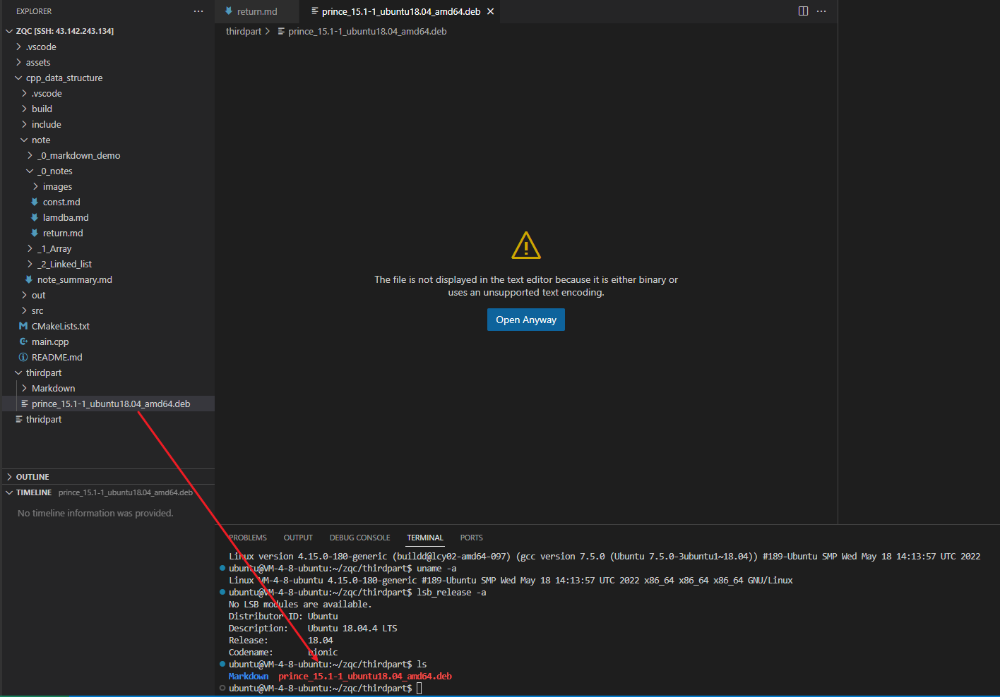 EXPLORER
ZQC [SSH: 43.142.243.134]
.vscode
assets
cpp_data_structure
.vscode
build
include
note
_0_markdown_demo
_0_notes
images
const.md
lamdba.md
return.md
_1_Array
_2_Linked_list
note_summary.md
out
src
CMakeLists.txt
main.cpp
README.md
thirdpart
Markdown
prince_15.1-1_ubuntu18.04_amd64.deb
thridpart
OUTLINE
TIMELINE prince_15.1-1_ubuntu18.04_amd64.deb
No timeline information was provided.
return.md
prince_15.1-1_ubuntu18.04_amd64.deb
thirdpart > prince_15.1-1_ubuntu18.04_amd64.deb
The file is not displayed in the text editor because it is either binary or
uses an unsupported text encoding.
Open Anyway
PROBLEMS OUTPUT DEBUG CONSOLE TERMINAL PORTS
Linux version 4.15.0-180-generic (buildd@lcy02-amd64-097) (gcc version 7.5.0 (Ubuntu 7.5.0-3ubuntu1~18.04)) #189-Ubuntu SMP Wed May 18 14:13:57 UTC 2022
ubuntu@VM-4-8-ubuntu:~/zqc/thirdpart$ uname -a
Linux VM-4-8-ubuntu 4.15.0-180-generic #189-Ubuntu SMP Wed May 18 14:13:57 UTC 2022 x86_64 x86_64 x86_64 GNU/Linux
ubuntu@VM-4-8-ubuntu:~/zqc/thirdpart$ lsb_release -a
No LSB modules are available.
Distributor ID: Ubuntu
Description: Ubuntu 18.04.4 LTS
Release: 18.04
Codename: bionic
ubuntu@VM-4-8-ubuntu:~/zqc/thirdpart$ ls
Markdown prince_15.1-1_ubuntu18.04_amd64.deb
ubuntu@VM-4-8-ubuntu:~/zqc/thirdpart$